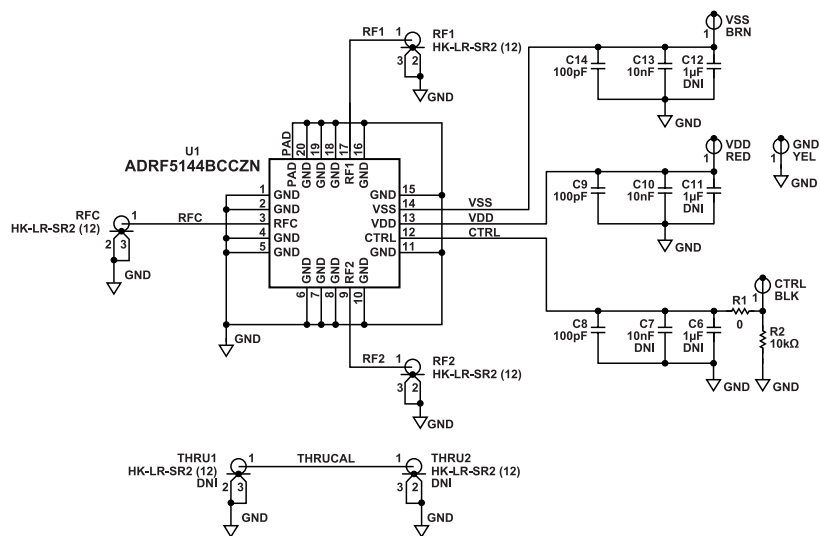 VSS
BRN
1
RF1
1
RF1
HK-LR-SR2 (12)
3 2
GND
C14
100pF
C13
10nF
C12
1µF
DNI
GND
U1
ADRF5144BCCZN
PAD
20
19
18
17
16
PAD
GND
GND
GND
RF1
GND
VDD
RED
1
GND
YEL
1
GND
C9
100pF
C10
10nF
C11
1µF
DNI
GND
1 GND
2 GND
3 RFC
4 GND
5 GND
GND 15
VSS 14 VSS
VDD 13 VDD
CTRL 12 CTRL
GND 11
RFC
HK-LR-SR2 (12)
1
RFC
2 3
GND
GND
GND
GND
RF2
GND
6
7
8
9
10
GND
CTRL
BLK
1
R1
0
R2
10kΩ
C8
100pF
C7
10nF
DNI
C6
1µF
DNI
GND
GND
RF2
1
RF2
HK-LR-SR2 (12)
3 2
GND
THRU1
HK-LR-SR2 (12)
DNI
1
THRUCAL
1
THRU2
HK-LR-SR2 (12)
DNI
2 3
3 2
GND
GND